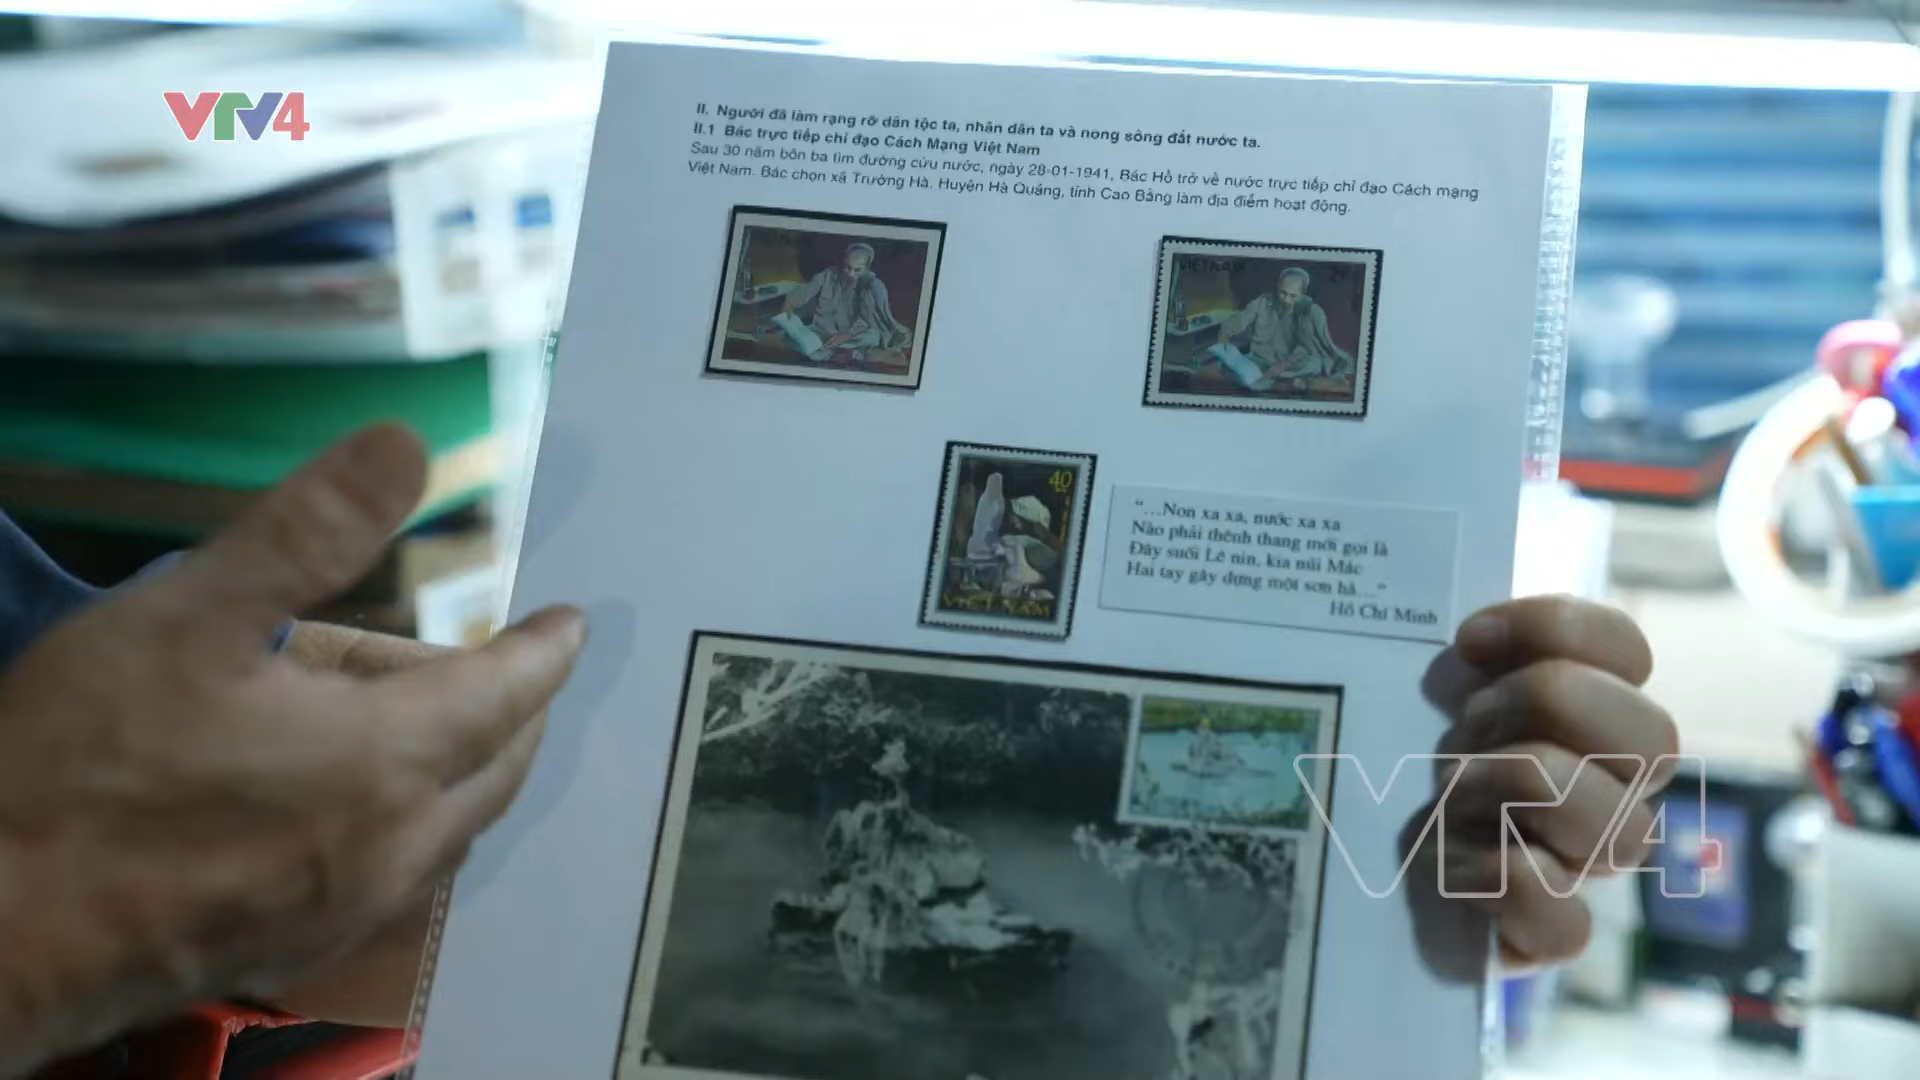 VTV4
II. Người đã làm rạng rỡ dân tộc ta, nhân dân ta và nong sông đất nước ta.
II.1 Bác trực tiếp chỉ đạo Cách Mạng Việt Nam
Sau 30 năm bôn ba tìm đường cứu nước, ngày 28-01-1941, Bác Hồ trở về nước trực tiếp chỉ đạo Cách mạng
Việt Nam. Bác chọn xã Trường Hà, Huyện Hà Quảng, tỉnh Cao Bằng làm địa điểm hoạt động.
VIETNAM
40
VIỆT NAM
“...Non xa xa, nước xa xa
Nào phải thênh thang mới gọi là
Đây suối Lê nin, kia núi Mác
Hai tay gây dựng một sơn hà...”
Hồ Chí Minh
VTV4